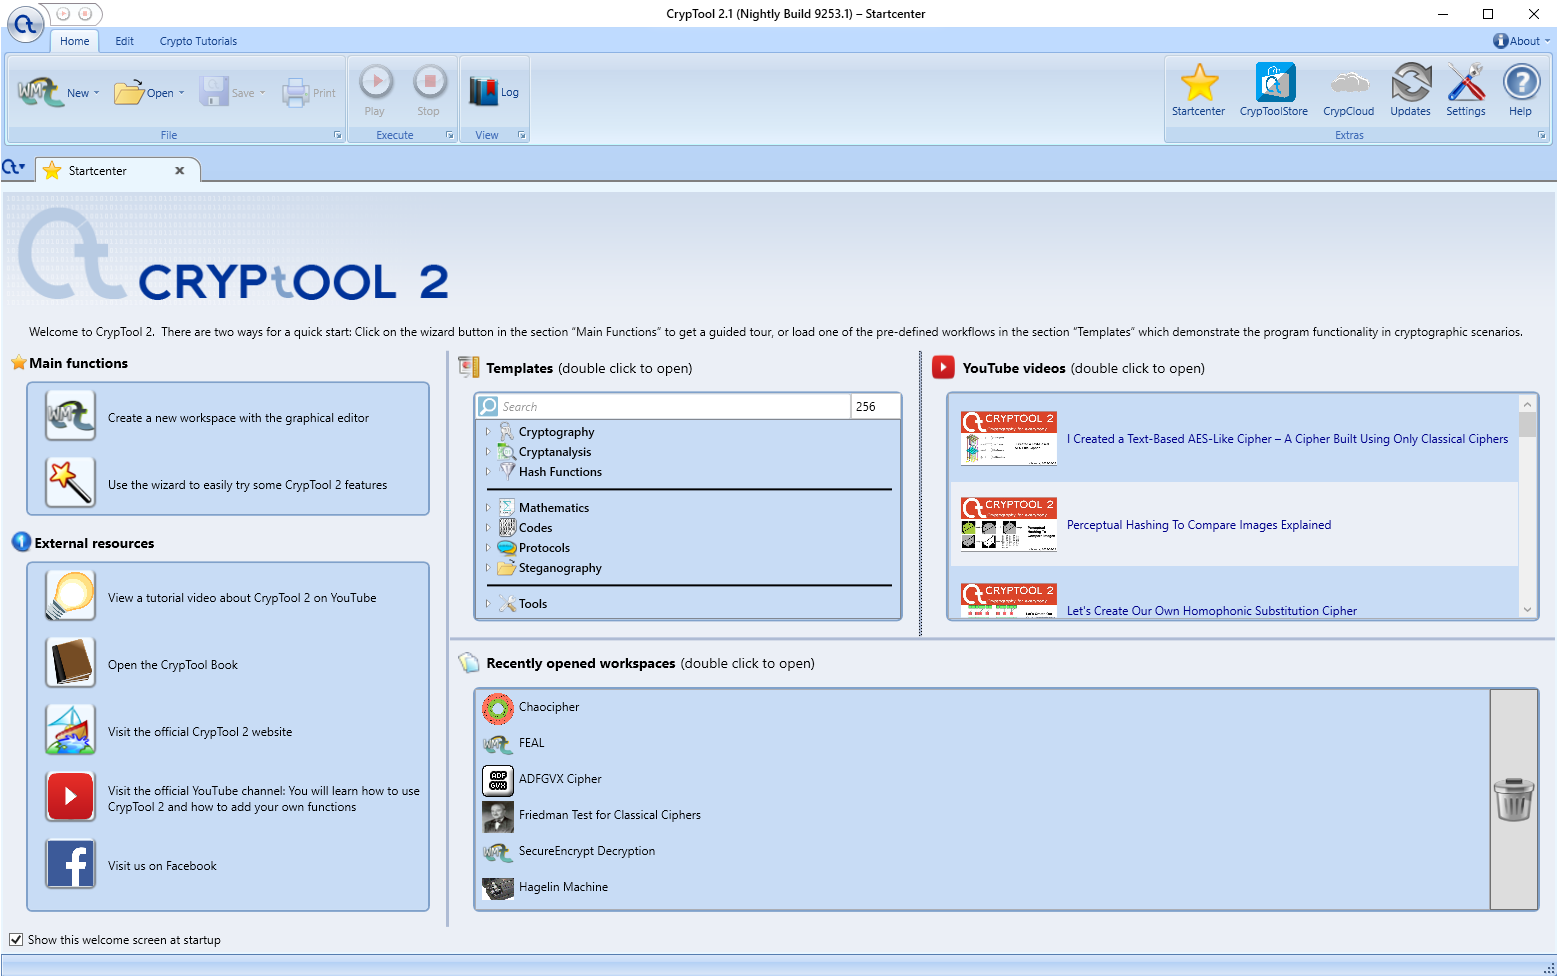 CrypTool 2.1 (Nightly Build 9253.1) – Startcenter
Home Edit Crypto Tutorials About
New Open Save Print
File
Play Stop
Execute
Log
View
Startcenter CrypToolStore CrypCloud Updates Settings Help
Extras
Startcenter
CRYPtOOL 2
Welcome to CrypTool 2. There are two ways for a quick start: Click on the wizard button in the section "Main Functions" to get a guided tour, or load one of the pre-defined workflows in the section "Templates" which demonstrate the program functionality in cryptographic scenarios.
Main functions
Create a new workspace with the graphical editor
Use the wizard to easily try some CrypTool 2 features
External resources
View a tutorial video about CrypTool 2 on YouTube
Open the CrypTool Book
Visit the official CrypTool 2 website
Visit the official YouTube channel: You will learn how to use
CrypTool 2 and how to add your own functions
Visit us on Facebook
Show this welcome screen at startup
Templates (double click to open)
Search 256
Cryptography
Cryptanalysis
Hash Functions
Mathematics
Codes
Protocols
Steganography
Tools
YouTube videos (double click to open)
CRYPTOOL 2
I Created a Text-Based AES-Like Cipher – A Cipher Built Using Only Classical Ciphers
CRYPTOOL 2
Perceptual
Hashing To
Compare Images
Perceptual Hashing To Compare Images Explained
CRYPTOOL 2
Let's Create Our Own Homophonic Substitution Cipher
Recently opened workspaces (double click to open)
Chaocipher
FEAL
ADF
GVX
ADFGVX Cipher
Friedman Test for Classical Ciphers
SecureEncrypt Decryption
Hagelin Machine